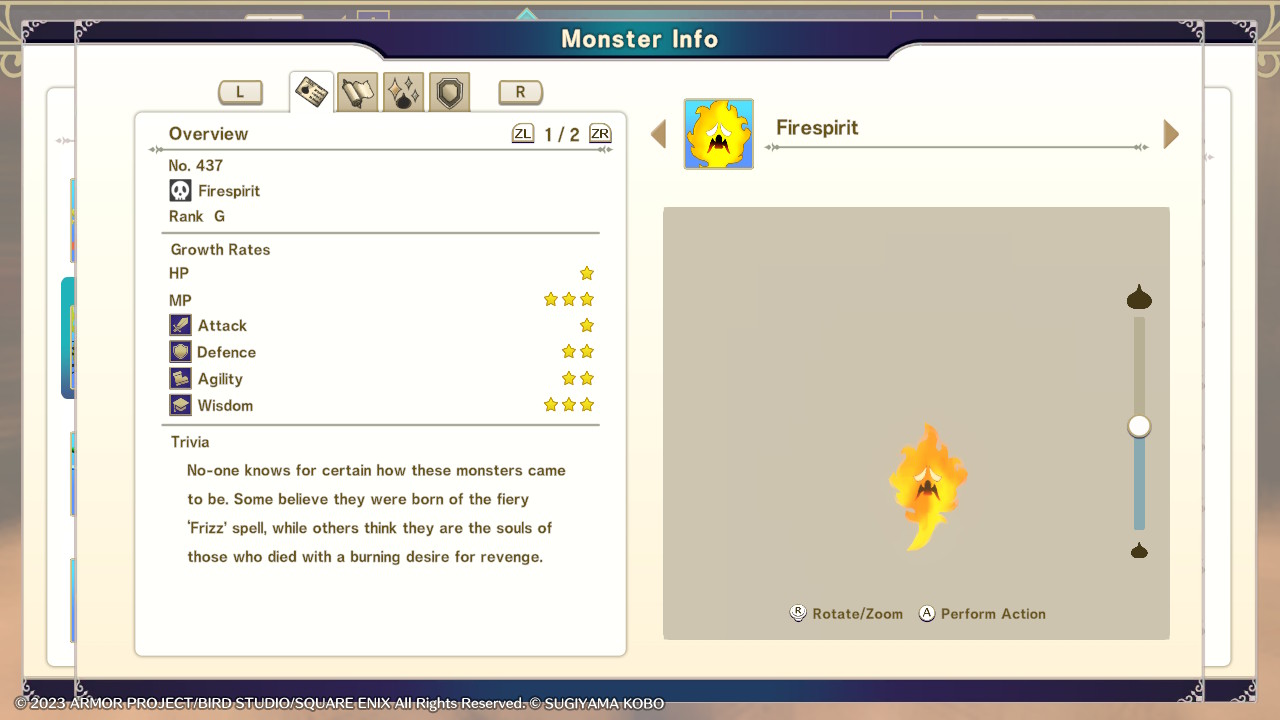 Monster Info
L
R
Overview
ZL 1 / 2 ZR
No. 437
Firespirit
Rank G
Growth Rates
HP
MP
Attack
Defence
Agility
Wisdom
Trivia
No-one knows for certain how these monsters came
to be. Some believe they were born of the fiery
‘Frizz’ spell, while others think they are the souls of
those who died with a burning desire for revenge.
Firespirit
R Rotate/Zoom A Perform Action
© 2023 ARMOR PROJECT/BIRD STUDIO/SQUARE ENIX All Rights Reserved. © SUGIYAMA KOBO